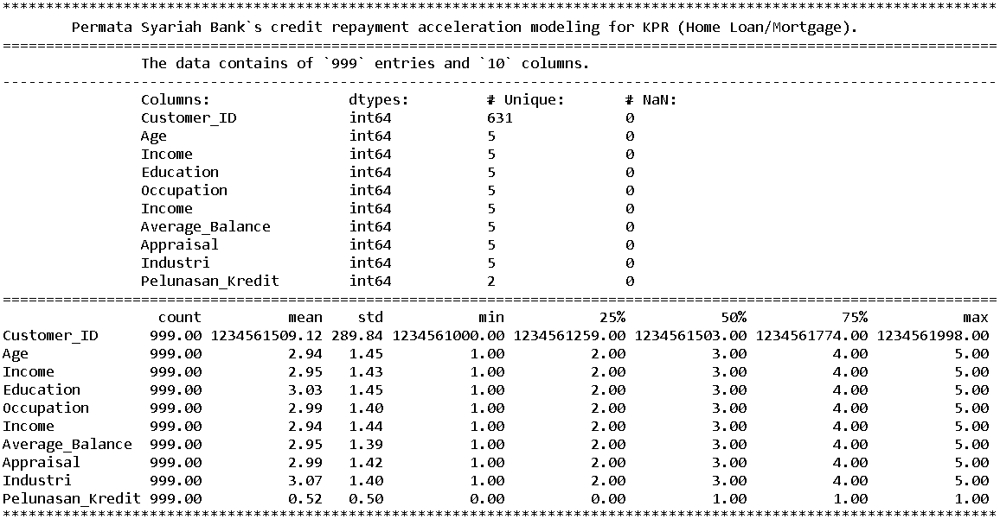 ****************************************************************************************************
Permata Syariah Bank`s credit repayment acceleration modeling for KPR (Home Loan/Mortgage).
====================================================================================================
The data contains of `999` entries and `10` columns.
----------------------------------------------------------------------------------------------------
Columns: dtypes: # Unique: # NaN:
Customer_ID int64 631 0
Age int64 5 0
Income int64 5 0
Education int64 5 0
Occupation int64 5 0
Income int64 5 0
Average_Balance int64 5 0
Appraisal int64 5 0
Industri int64 5 0
Pelunasan_Kredit int64 2 0
====================================================================================================
count mean std min 25% 50% 75% max
Customer_ID 999.00 1234561509.12 289.84 1234561000.00 1234561259.00 1234561503.00 1234561774.00 1234561998.00
Age 999.00 2.94 1.45 1.00 2.00 3.00 4.00 5.00
Income 999.00 2.95 1.43 1.00 2.00 3.00 4.00 5.00
Education 999.00 3.03 1.45 1.00 2.00 3.00 4.00 5.00
Occupation 999.00 2.99 1.40 1.00 2.00 3.00 4.00 5.00
Income 999.00 2.94 1.44 1.00 2.00 3.00 4.00 5.00
Average_Balance 999.00 2.95 1.39 1.00 2.00 3.00 4.00 5.00
Appraisal 999.00 2.99 1.42 1.00 2.00 3.00 4.00 5.00
Industri 999.00 3.07 1.40 1.00 2.00 3.00 4.00 5.00
Pelunasan_Kredit 999.00 0.52 0.50 0.00 0.00 1.00 1.00 1.00
****************************************************************************************************